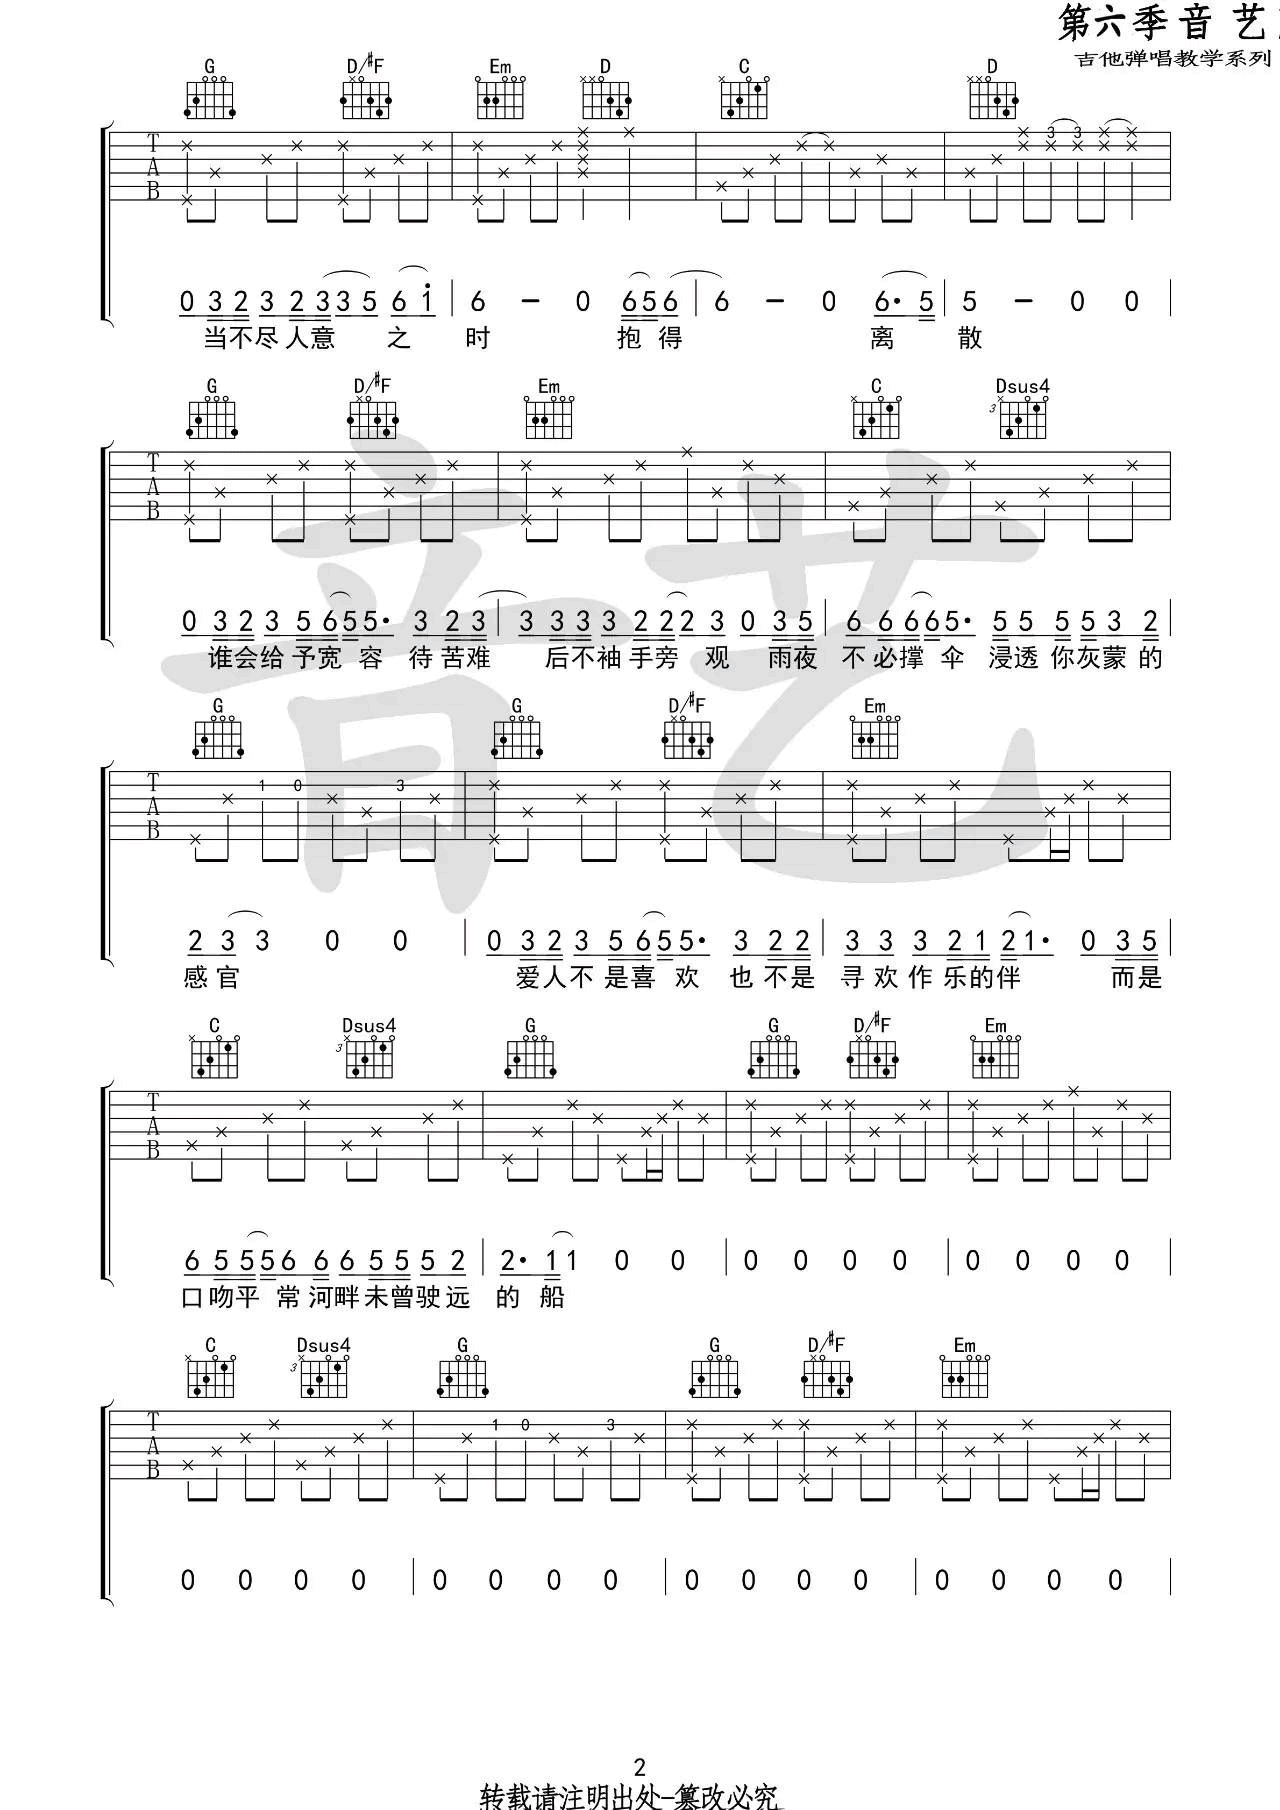 第六季音 艺
吉他弹唱教学系列
G D/#F Em D C D
T
A
B
3 3
0 3 2 3 2 3 3 5 6 1 6 - 0 6 5 6 6 - 0 6· 5 5 - 0 0
当不尽人意 之 时 抱 得 离 散
G D/#F Em C Dsus4
3
T
A
B
0 3 2 3 5 6 5 5· 3 2 3 3 3 3 3 2 2 2 3 0 3 5 6 6 6 6 5· 5 5 5 5 3 2
谁会给 予宽 容 待 苦难 后不袖 手旁 观 雨夜 不 必撑 伞 浸透 你灰蒙 的
G G D/#F Em
T
A
B
1 0 3
2 3 3 0 0 0 3 2 3 5 6 5 5· 3 2 2 3 3 3 2 1 2 1· 0 3 5
感 官 爱人不 是喜 欢 也 不是 寻 欢 作 乐的伴 而是
C Dsus4 G G D/#F Em
3
T
A
B
6 5 5 5 6 6 6 5 5 5 2 2· 1 1 0 0 0 0 0 0 0 0 0 0
口 吻平 常 河畔未曾驶 远 的 船
C Dsus4 G G D/#F Em
3
T
A
B
1 0 3
0 0 0 0 0 0 0 0 0 0 0 0 0 0 0 0
音艺
2
转载请注明出处-篡改必究